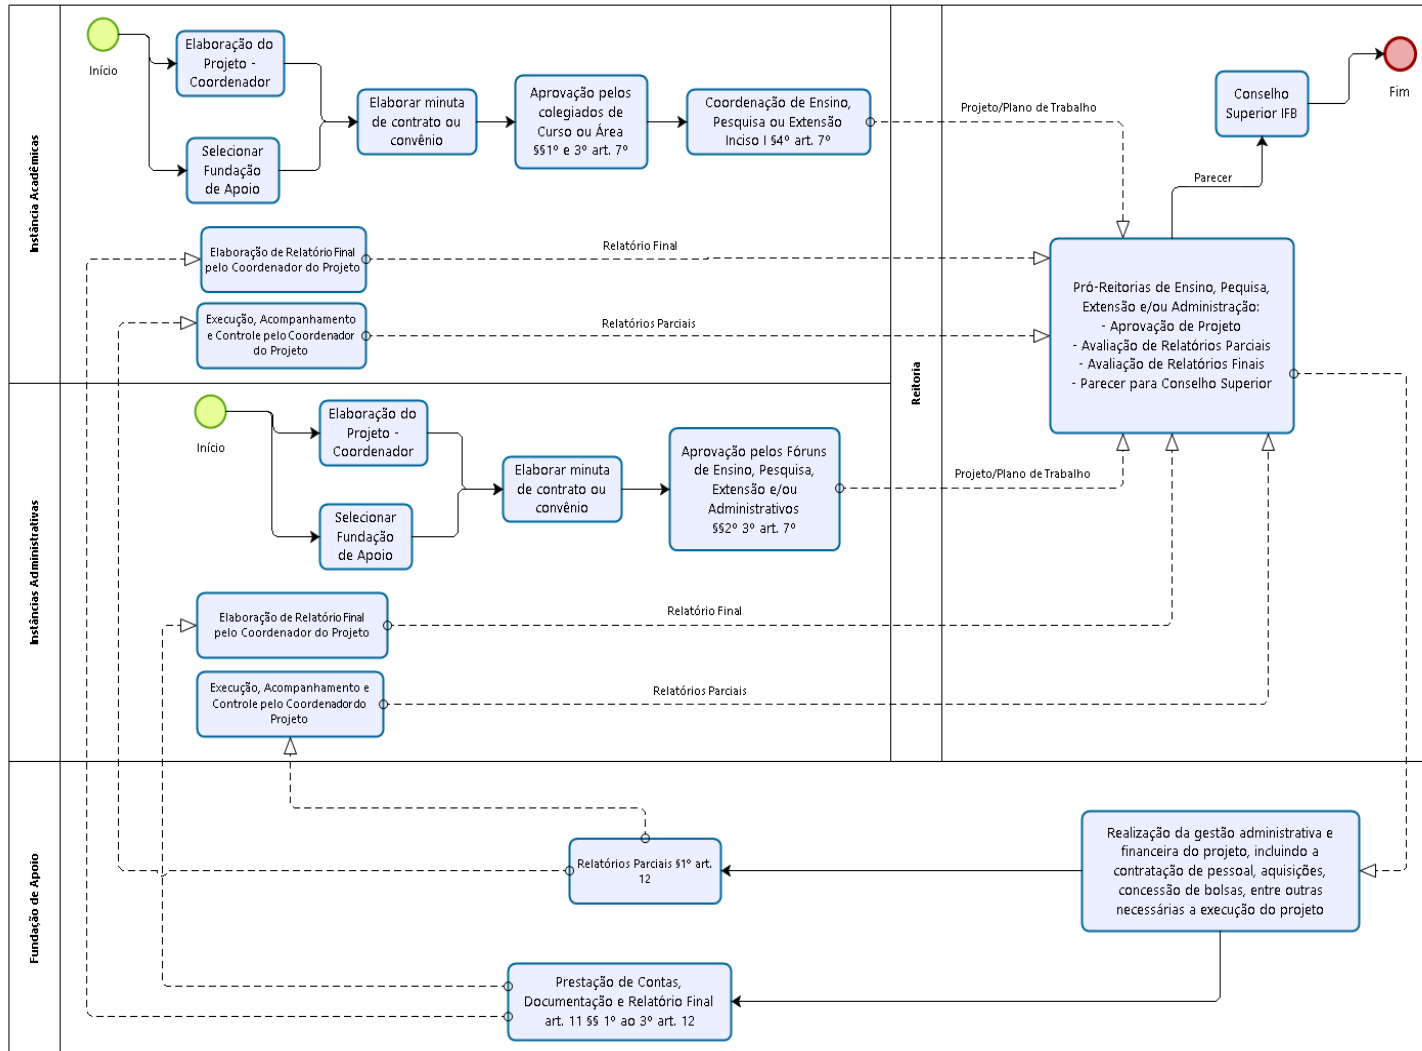 Instância Acadêmicas
Início
Elaboração do
Projeto -
Coordenador
Selecionar
Fundação
de Apoio
Elaborar minuta
de contrato ou
convênio
Aprovação pelos
colegiados de
Curso ou Área
§§1º e 3º art. 7º
Coordenação de Ensino,
Pesquisa ou Extensão
Inciso I §4º art. 7º
Projeto/Plano de Trabalho
Elaboração de Relatório Final
pelo Coordenador do Projeto
Relatório Final
Execução, Acompanhamento
e Controle pelo Coordenador
do Projeto
Relatórios Parciais
Reitoria
Conselho
Superior IFB
Fim
Parecer
Pró-Reitorias de Ensino, Pequisa,
Extensão e/ou Administração:
- Aprovação de Projeto
- Avaliação de Relatórios Parciais
- Avaliação de Relatórios Finais
- Parecer para Conselho Superior
Instâncias Administrativas
Início
Elaboração do
Projeto -
Coordenador
Selecionar
Fundação
de Apoio
Elaborar minuta
de contrato ou
convênio
Aprovação pelos Fóruns
de Ensino, Pesquisa,
Extensão e/ou
Administrativos
§§2º 3º art. 7º
Projeto/Plano de Trabalho
Elaboração de Relatório Final
pelo Coordenador do Projeto
Relatório Final
Execução, Acompanhamento e
Controle pelo Coordenador do
Projeto
Relatórios Parciais
Fundação de Apoio
Relatórios Parciais §1º art.
12
Realização da gestão administrativa e
financeira do projeto, incluindo a
contratação de pessoal, aquisições,
concessão de bolsas, entre outras
necessárias a execução do projeto
Prestação de Contas,
Documentação e Relatório Final
art. 11 §§ 1º ao 3º art. 12